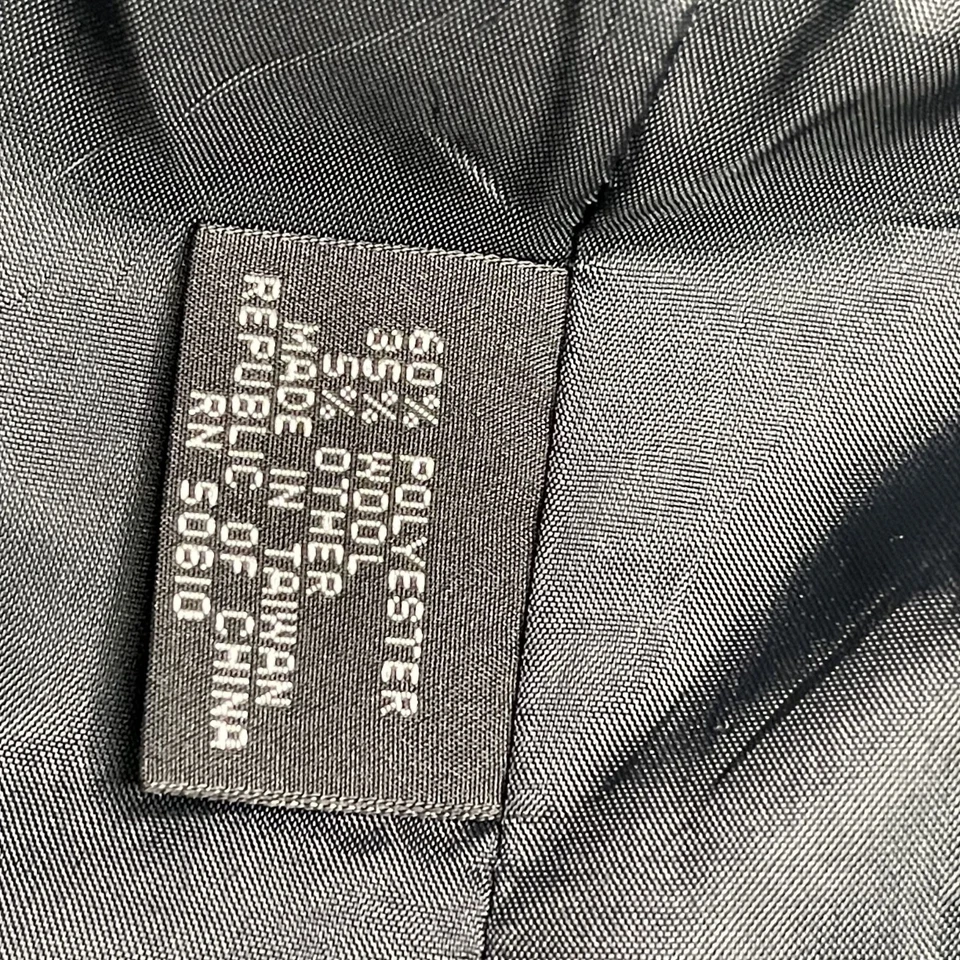 60% POLYESTER
35% WOOL
5% OTHER
MADE IN TAIWAN
REPUBLIC OF CHINA
RN 50610